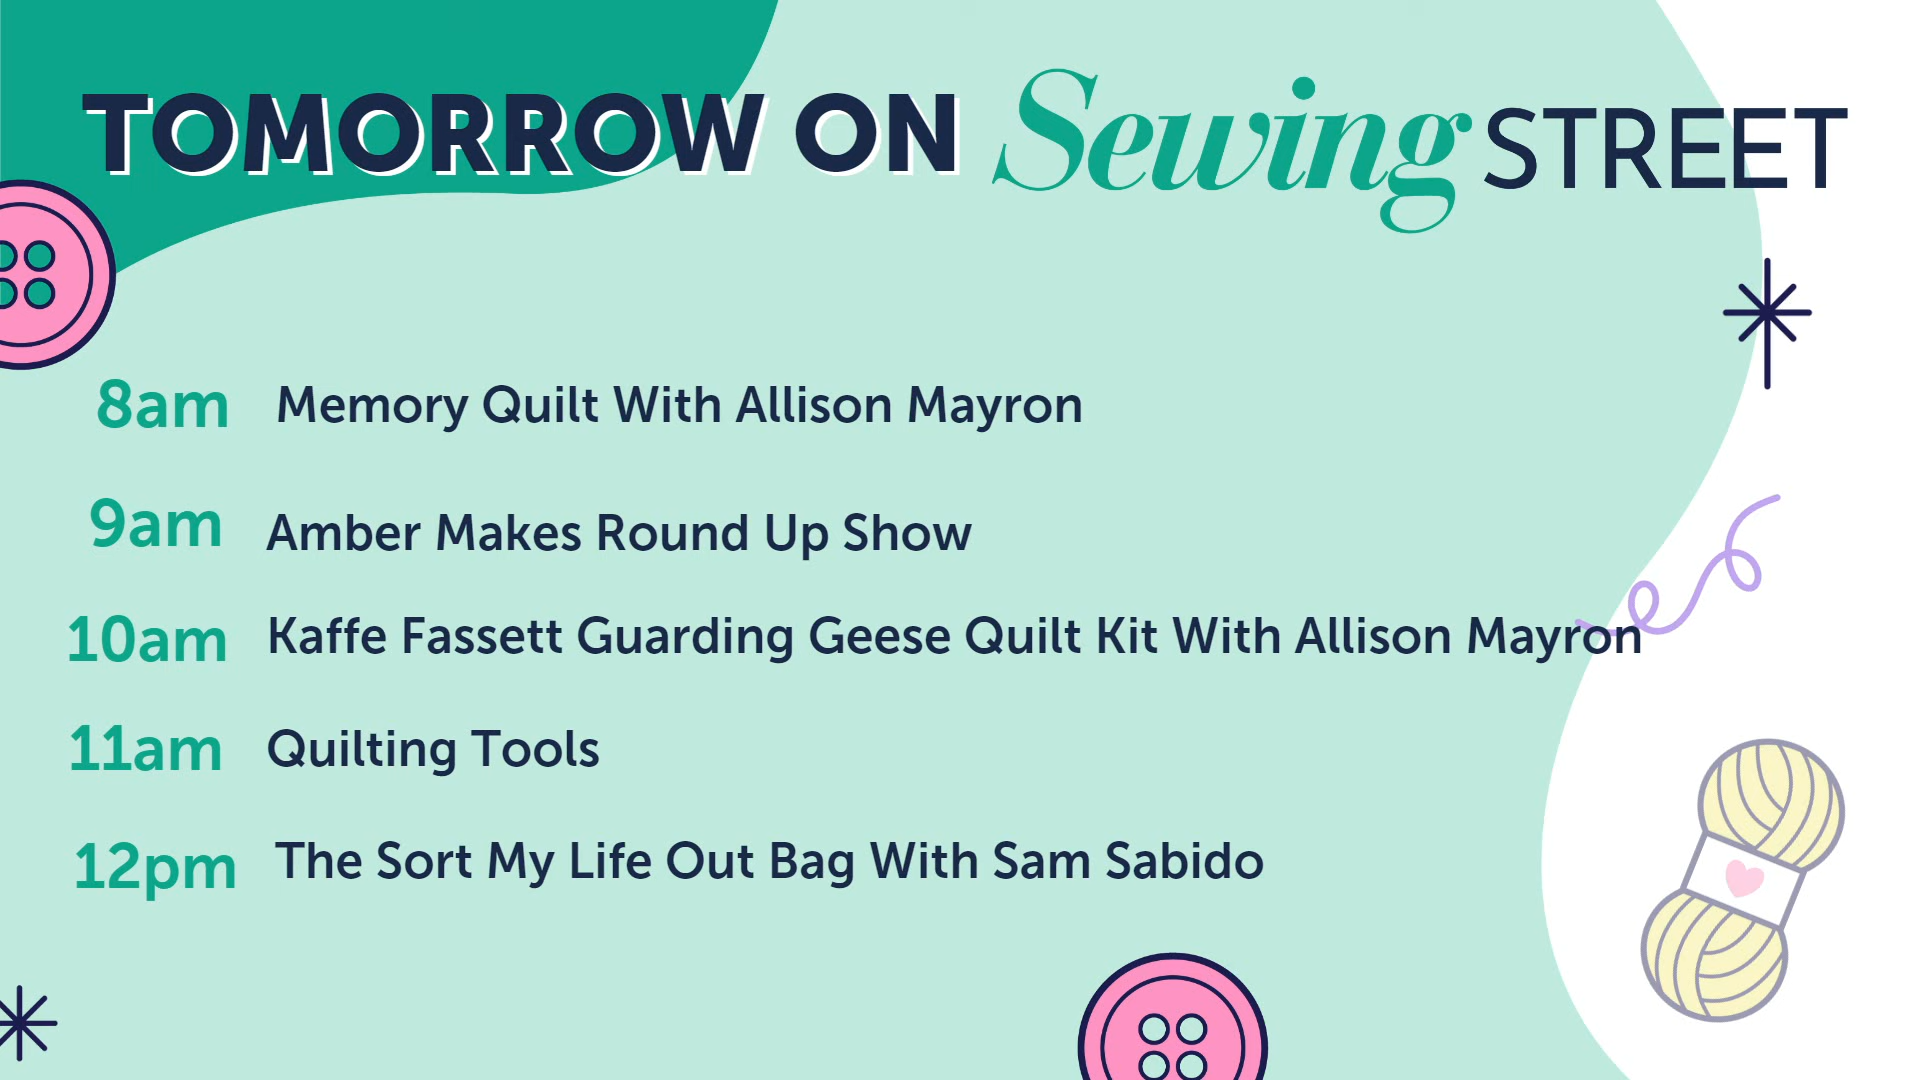 TOMORROW ON Sewing STREET
8am Memory Quilt With Allison Mayron
9am Amber Makes Round Up Show
10am Kaffe Fassett Guarding Geese Quilt Kit With Allison Mayron
11am Quilting Tools
12pm The Sort My Life Out Bag With Sam Sabido